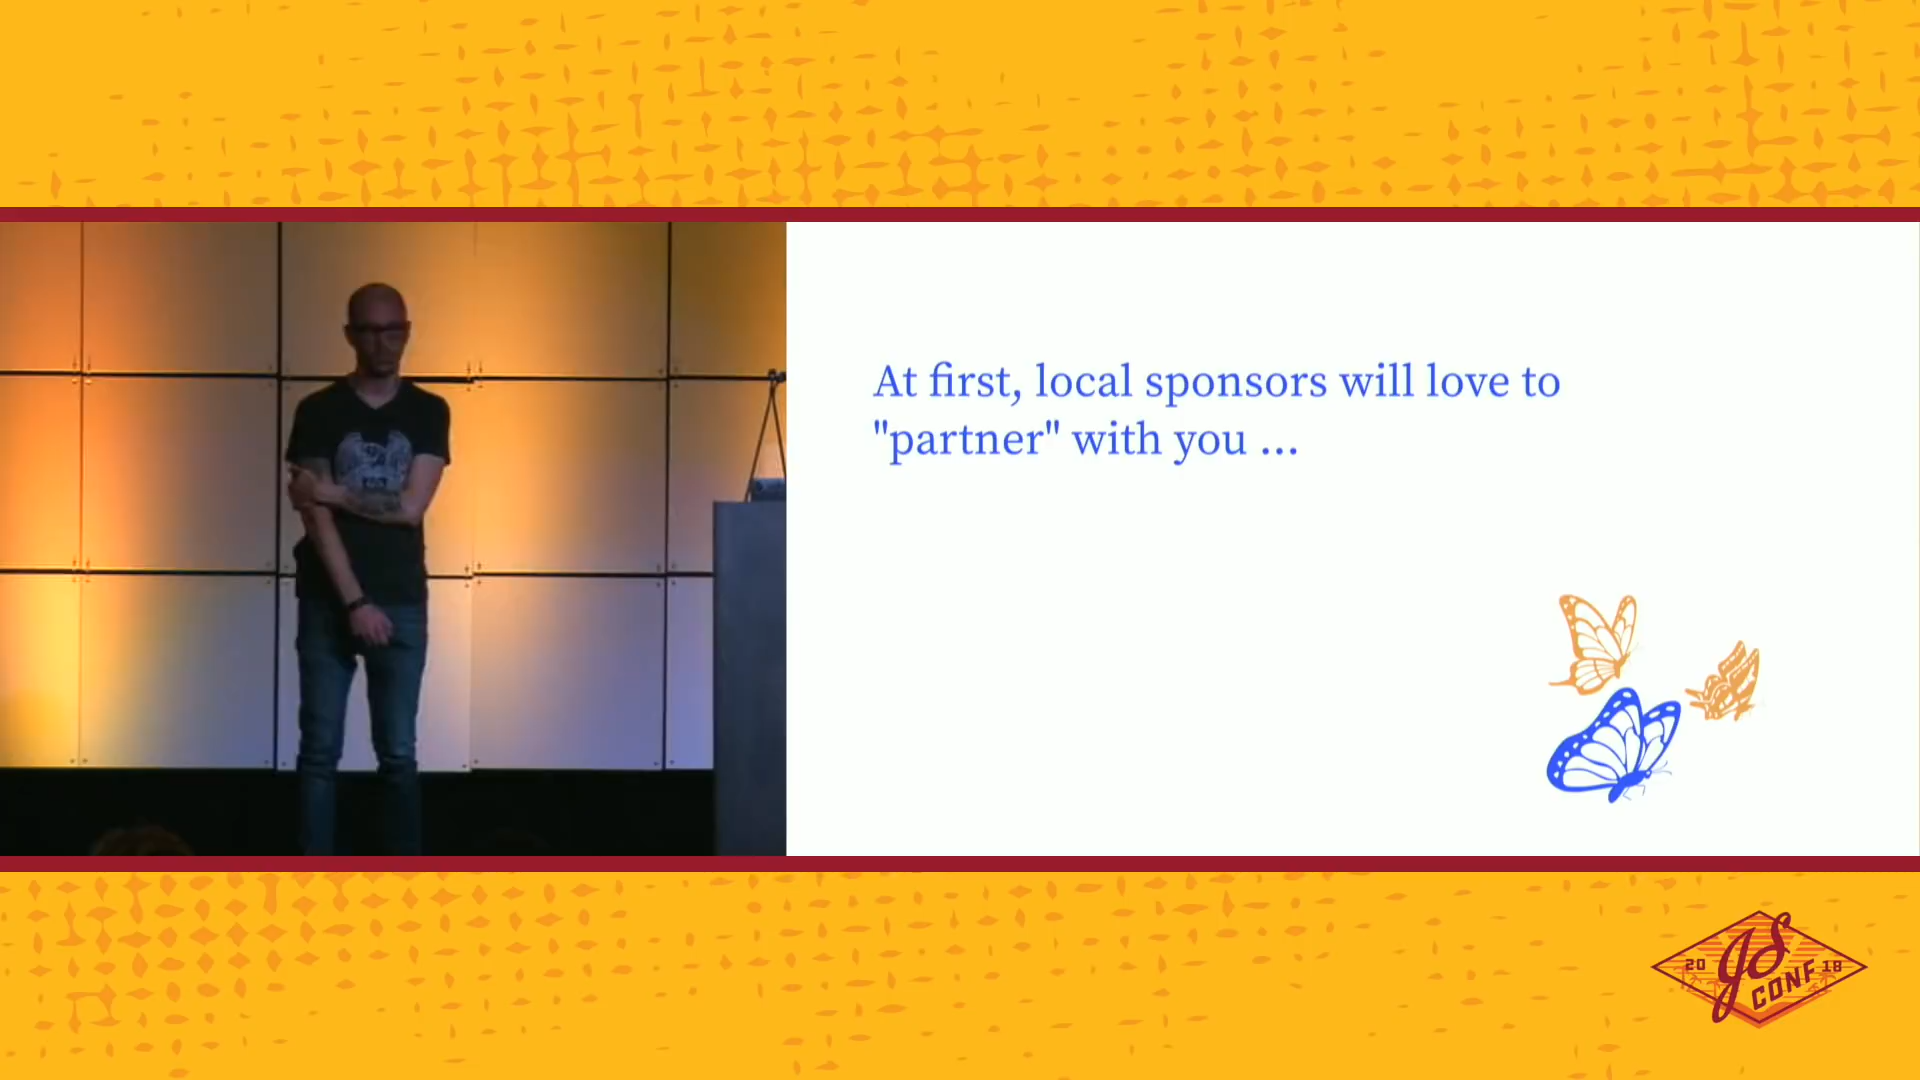 At first, local sponsors will love to
"partner" with you ...
20 JS 18
CONF